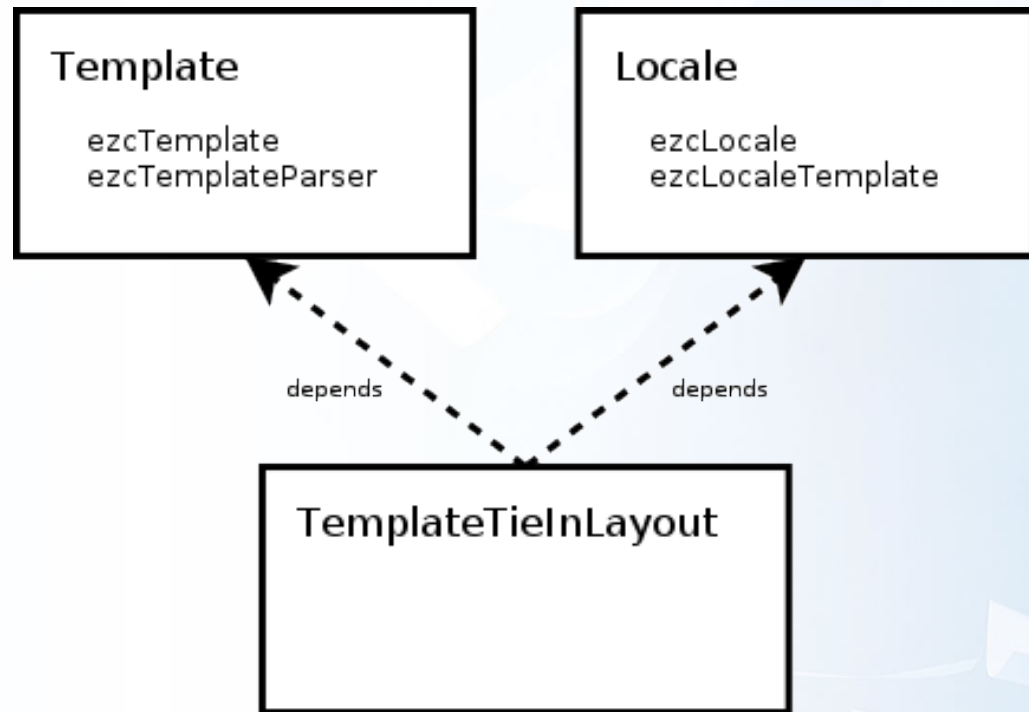 Template
ezcTemplate
ezcTemplateParser
Locale
ezcLocale
ezcLocaleTemplate
depends
depends
TemplateTieInLayout